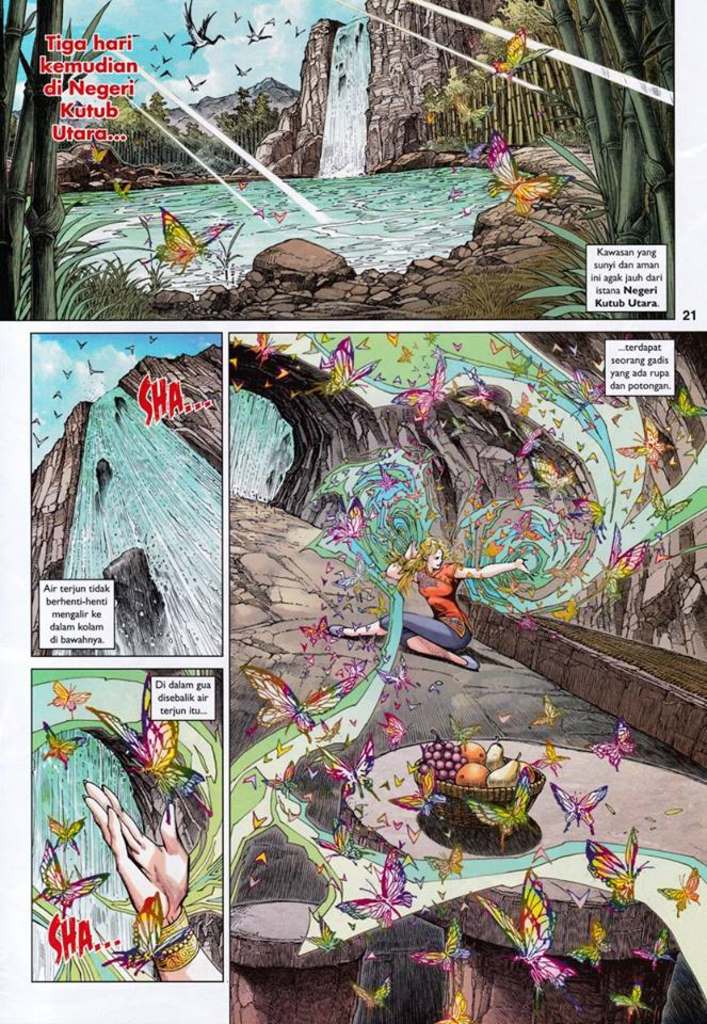 Tiga hari
kemudian
di Negeri
Kutub
Utara...
Kawasan yang
sunyi dan aman
ini agak jauh dari
istana Negeri
Kutub Utara.
21
SHA...
Air terjun tidak
berhenti-henti
mengalir ke
dalam kolam
di bawahnya.
Di dalam gua
disebalik air
terjun itu...
SHA...
...terdapat
seorang gadis
yang ada rupa
dan potongan.